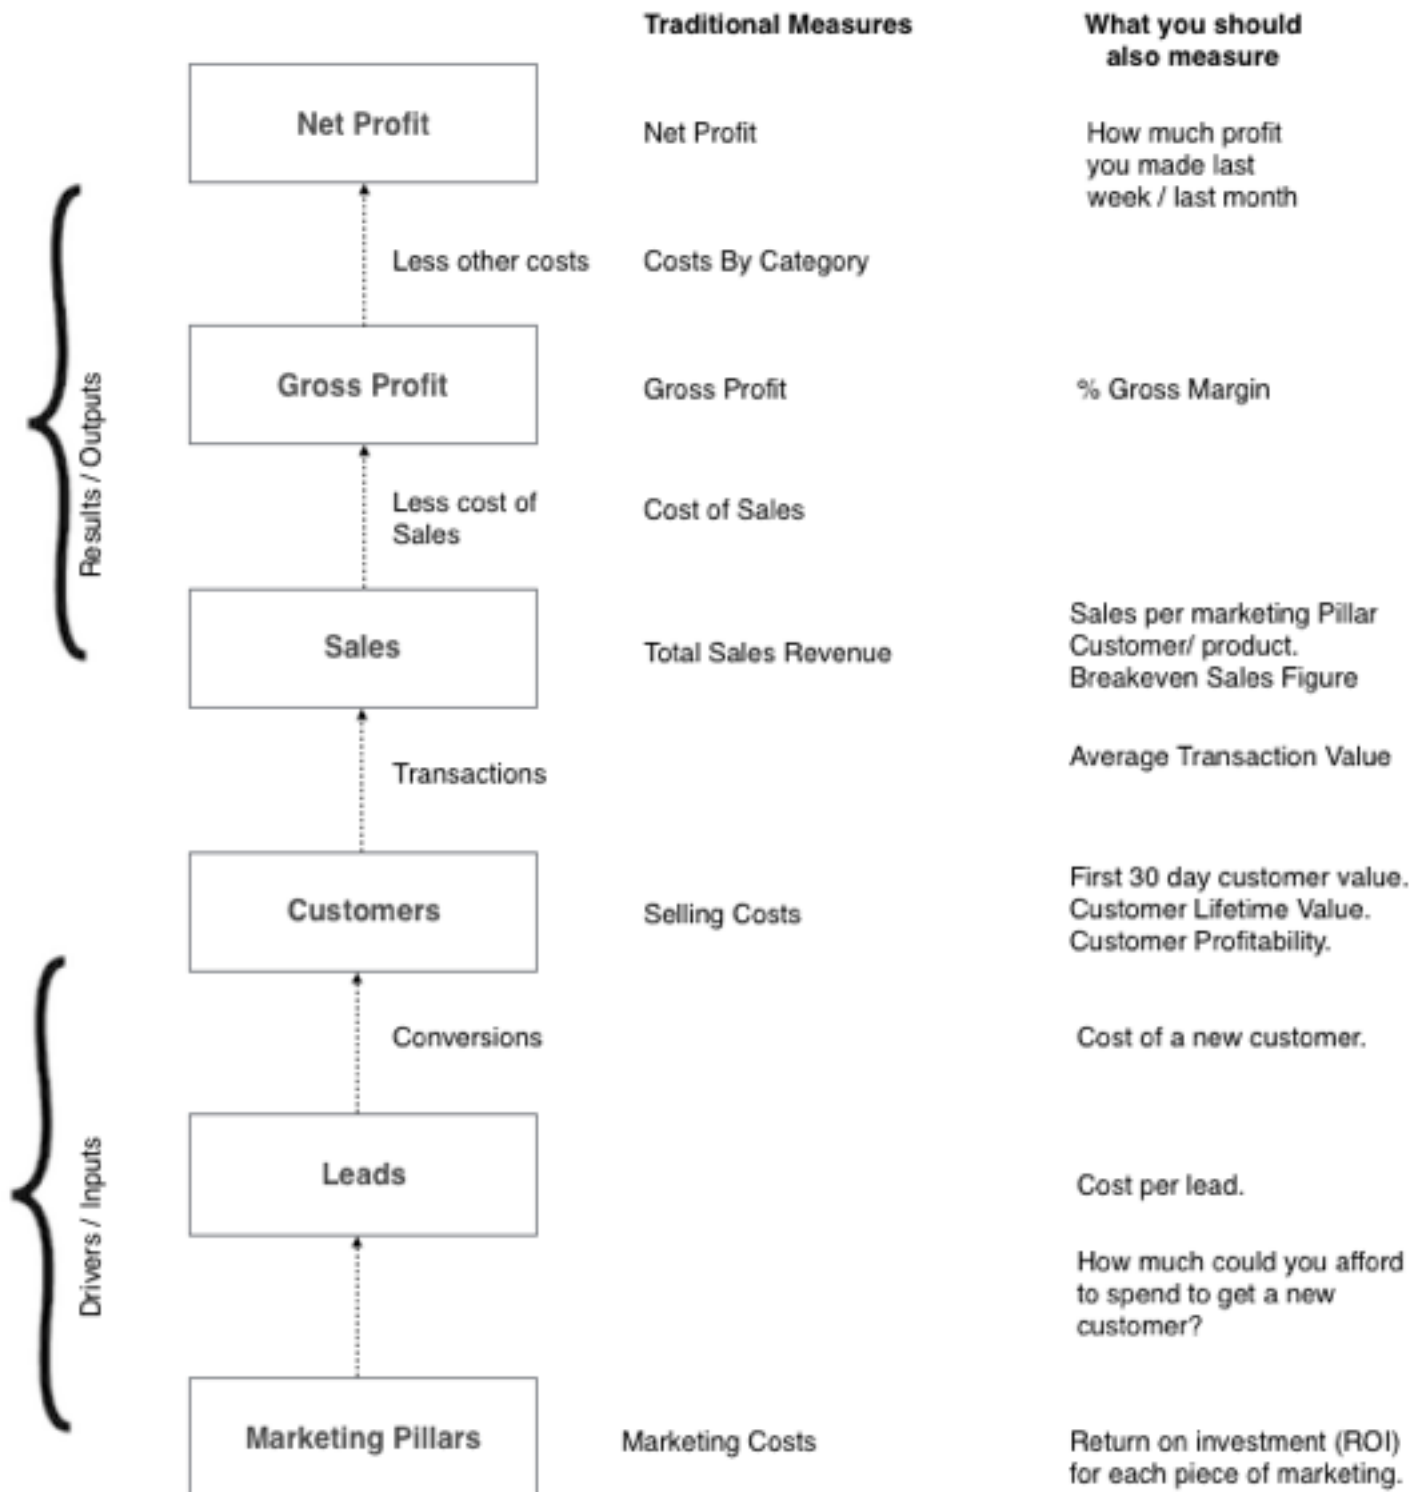 Traditional Measures
What you should
also measure
Net Profit
Net Profit
How much profit
you made last
week / last month
Less other costs
Costs By Category
Gross Profit
Gross Profit
% Gross Margin
Results / Outputs
Less cost of
Sales
Cost of Sales
Sales
Total Sales Revenue
Sales per marketing Pillar
Customer/ product.
Breakeven Sales Figure
Transactions
Average Transaction Value
Customers
Selling Costs
First 30 day customer value.
Customer Lifetime Value.
Customer Profitability.
Conversions
Cost of a new customer.
Drivers / Inputs
Leads
Cost per lead.
How much could you afford
to spend to get a new
customer?
Marketing Pillars
Marketing Costs
Return on investment (ROI)
for each piece of marketing.